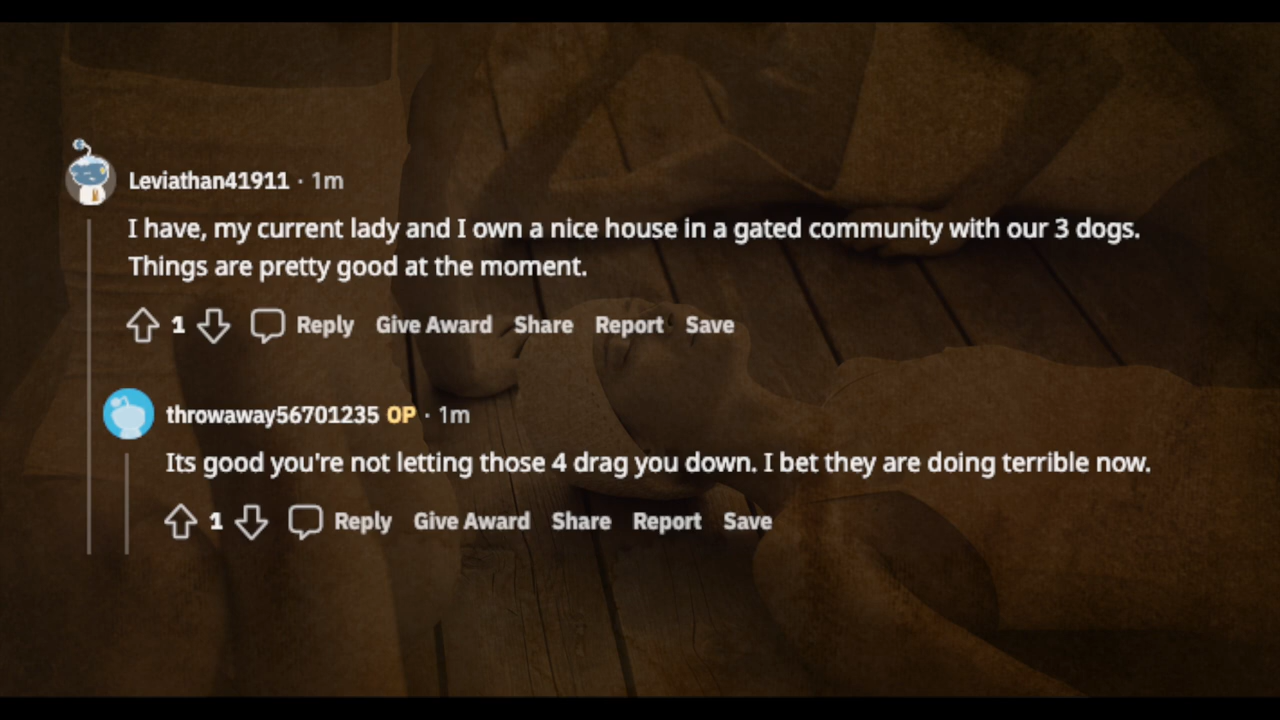 Leviathan41911 · 1m
I have, my current lady and I own a nice house in a gated community with our 3 dogs.
Things are pretty good at the moment.
1 Reply Give Award Share Report Save
throwaway56701235 OP · 1m
Its good you're not letting those 4 drag you down. I bet they are doing terrible now.
1 Reply Give Award Share Report Save